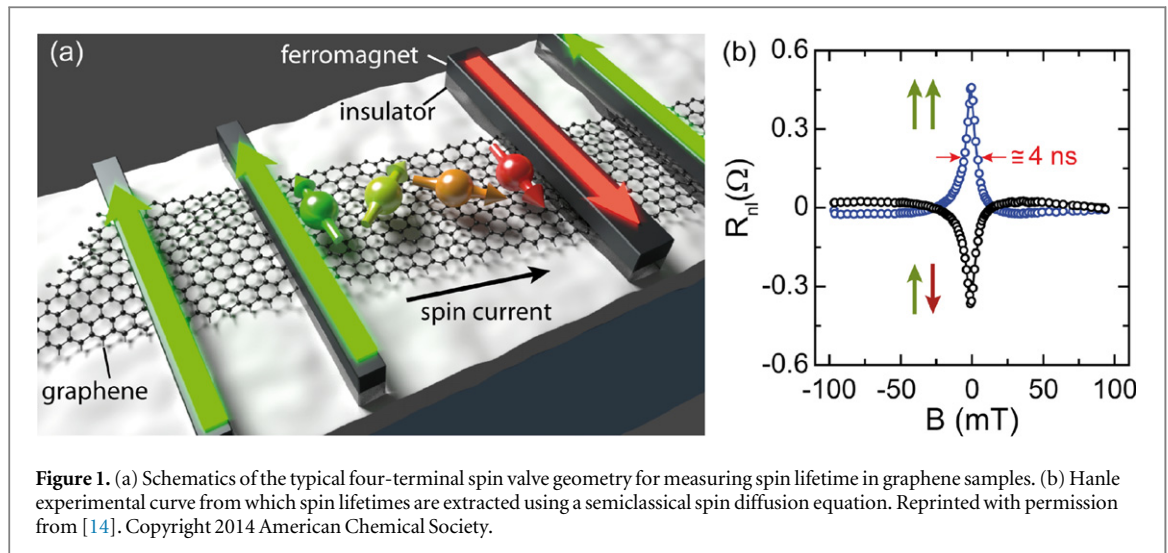 (a)
ferromagnet
insulator
spin current
graphene
(b)
0.6
0.3
0
-0.3
-0.6
Rnl(Ω)
≅4 ns
-100 -50 0 50 100
B (mT)
Figure 1. (a) Schematics of the typical four-terminal spin valve geometry for measuring spin lifetime in graphene samples. (b) Hanle
experimental curve from which spin lifetimes are extracted using a semiclassical spin diffusion equation. Reprinted with permission
from [14]. Copyright 2014 American Chemical Society.